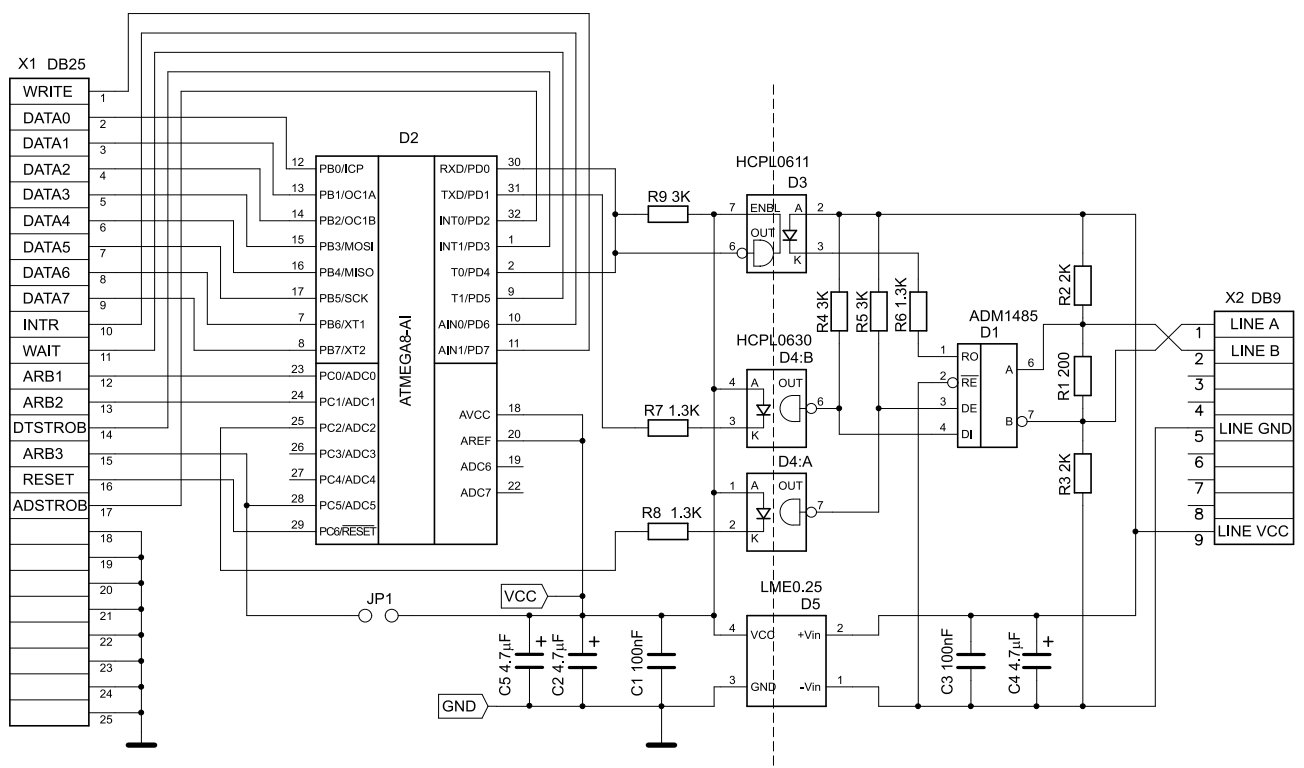 X1 DB25
WRITE 1
DATA0 2
DATA1 3
DATA2 4
DATA3 5
DATA4 6
DATA5 7
DATA6 8
DATA7 9
INTR 10
WAIT 11
ARB1 12
ARB2 13
DTSTROB 14
ARB3 15
RESET 16
ADSTROB 17
18
19
20
21
22
23
24
25
D2
ATMEGA8-AI
12 PB0/ICP RXD/PD0 30
13 PB1/OC1A TXD/PD1 31
14 PB2/OC1B INT0/PD2 32
15 PB3/MOSI INT1/PD3 1
16 PB4/MISO T0/PD4 2
17 PB5/SCK T1/PD5 9
7 PB6/XT1 AIN0/PD6 10
8 PB7/XT2 AIN1/PD7 11
23 PC0/ADC0
24 PC1/ADC1
25 PC2/ADC2 AVCC 18
26 PC3/ADC3 AREF 20
27 PC4/ADC4 ADC6 19
28 PC5/ADC5 ADC7 22
29 PC6/RESET
JP1
VCC
GND
C5 4.7µF +
C2 4.7µF +
C1 100nF
R9 3K
R7 1.3K
R8 1.3K
HCPL0611
D3
7 ENBL A 2
OUT
6 K 3
HCPL0630
D4:B
4 A OUT 6
3 K
D4:A
1 A OUT 7
2 K
LME0.25
D5
4 VCC +Vin 2
3 GND -Vin 1
R4 3K
R5 3K
R6 1.3K
ADM1485
D1
1 RO A 6
2 RE
3 DE B 7
4 DI
R2 2K
R1 200
R3 2K
C3 100nF
C4 4.7µF +
X2 DB9
1 LINE A
2 LINE B
3
4
5 LINE GND
6
7
8
9 LINE VCC